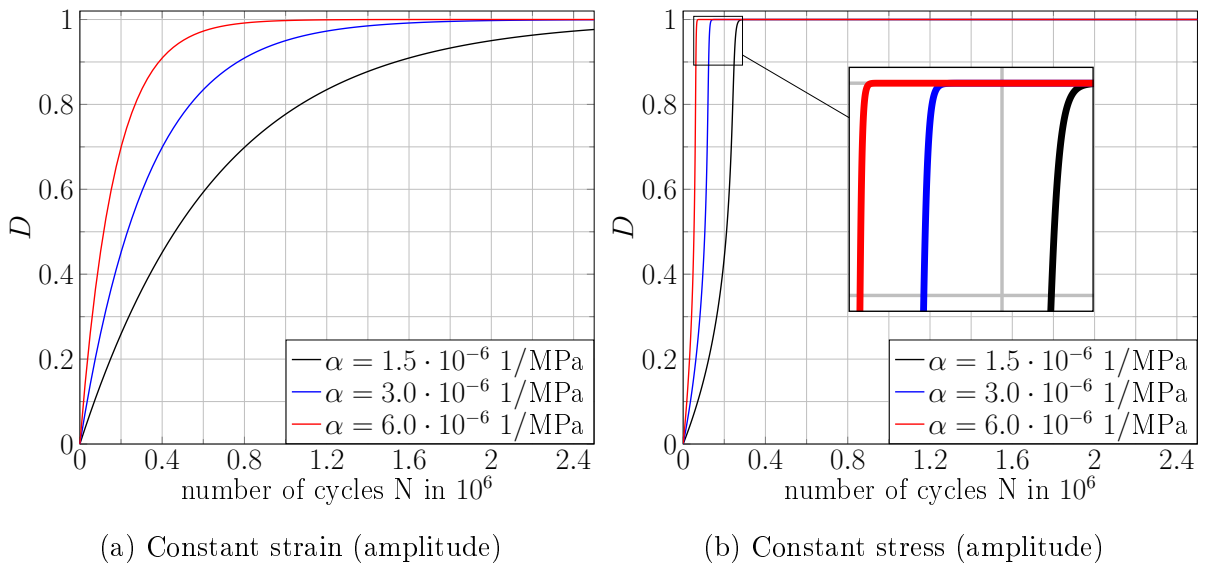 1
0.8
0.6
0.4
0.2
0
D
0 0.4 0.8 1.2 1.6 2 2.4
number of cycles N in 10⁶
α = 1.5 · 10⁻⁶ 1/MPa
α = 3.0 · 10⁻⁶ 1/MPa
α = 6.0 · 10⁻⁶ 1/MPa
(a) Constant strain (amplitude)
1
0.8
0.6
0.4
0.2
0
D
0 0.4 0.8 1.2 1.6 2 2.4
number of cycles N in 10⁶
α = 1.5 · 10⁻⁶ 1/MPa
α = 3.0 · 10⁻⁶ 1/MPa
α = 6.0 · 10⁻⁶ 1/MPa
(b) Constant stress (amplitude)